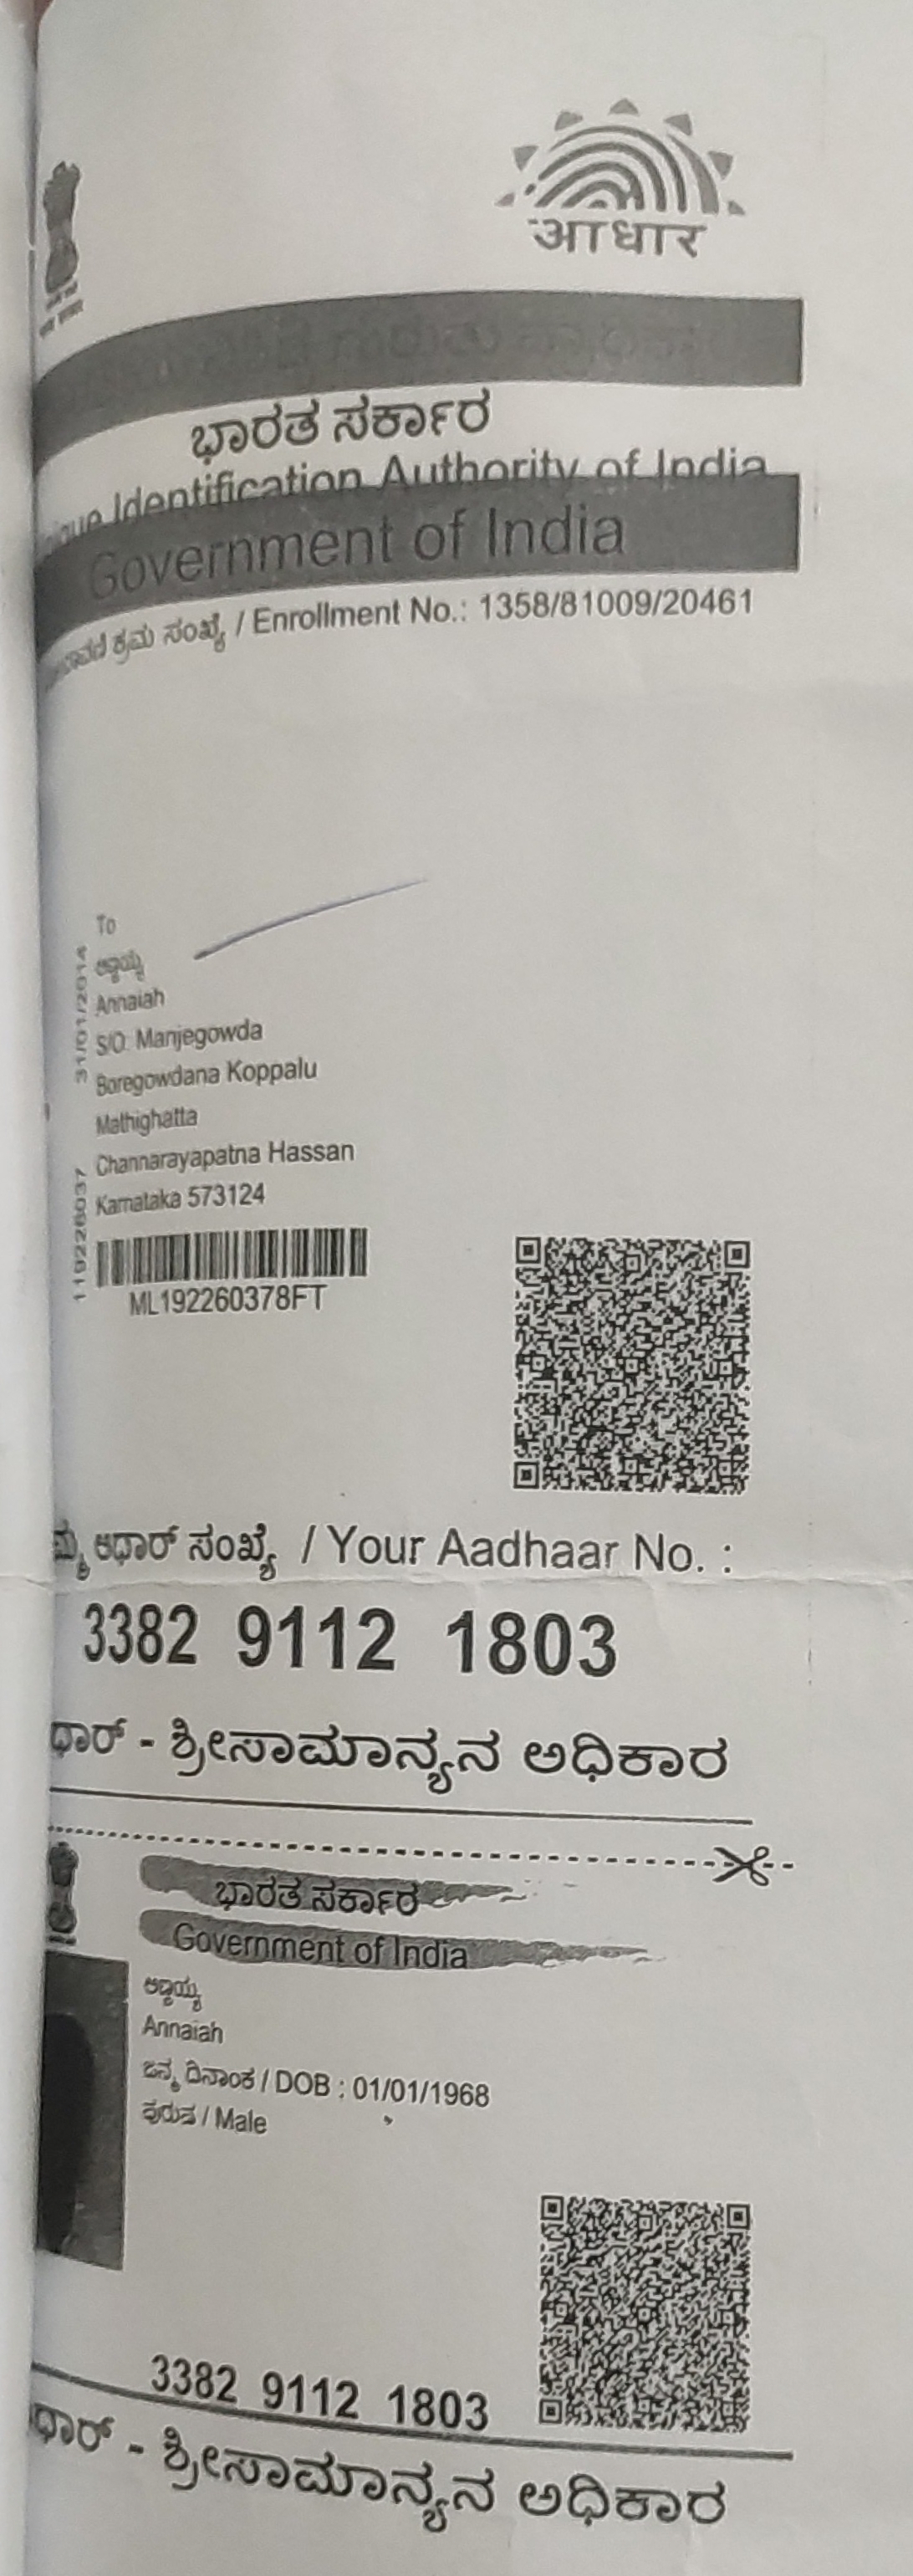 आधार
ಭಾರತ ಸರ್ಕಾರ
Identification Authority of India
Government of India
ಕ್ರಮ ಸಂಖ್ಯೆ / Enrollment No.: 1358/81009/20461
To
ಅಣ್ಣಯ್ಯ
Annaiah
S/O: Manjegowda
Boregowdana Koppalu
Mathighatta
Channarayapatna Hassan
Karnataka 573124
31/01/2014
ML192260378FT
ಆಧಾರ್ ಸಂಖ್ಯೆ / Your Aadhaar No. :
3382 9112 1803
- ಶ್ರೀಸಾಮಾನ್ಯನ ಅಧಿಕಾರ
ಭಾರತ ಸರ್ಕಾರ
Government of India
ಅಣ್ಣಯ್ಯ
Annaiah
ಜನ್ಮ ದಿನಾಂಕ / DOB : 01/01/1968
ಪುರುಷ / Male
3382 9112 1803
- ಶ್ರೀಸಾಮಾನ್ಯನ ಅಧಿಕಾರ